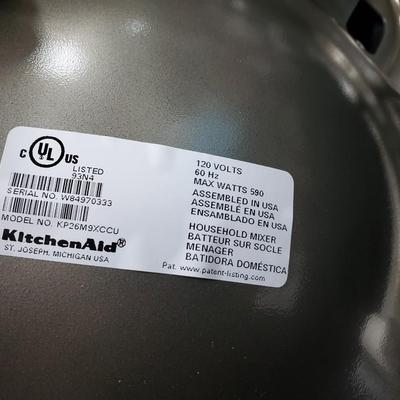 c UL US
LISTED
93N4
SERIAL NO. W84970333
MODEL NO. KP26M9XCCU
KitchenAid®
ST. JOSEPH, MICHIGAN USA
120 VOLTS
60 Hz
MAX WATTS 590
ASSEMBLED IN USA
ASSEMBLÉ EN USA
ENSAMBLADO EN USA
HOUSEHOLD MIXER
BATTEUR SUR SOCLE
MENAGER
BATIDORA DOMÉSTICA
Pat. www.patent-listing.com